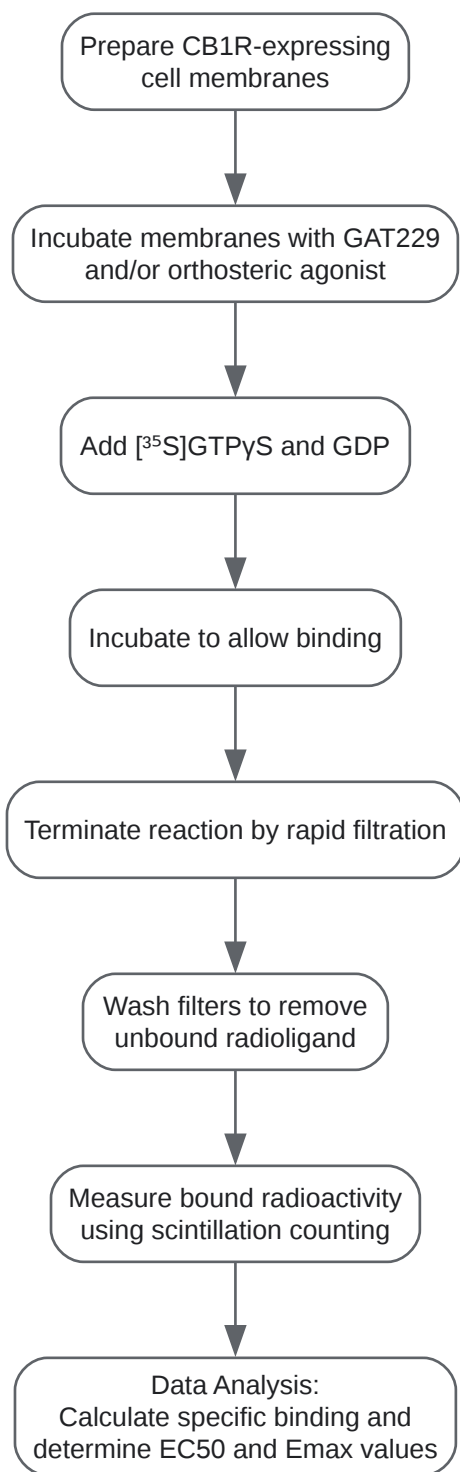 Prepare CB1R-expressing
cell membranes
Incubate membranes with GAT229
and/or orthosteric agonist
Add [³⁵S]GTPγS and GDP
Incubate to allow binding
Terminate reaction by rapid filtration
Wash filters to remove
unbound radioligand
Measure bound radioactivity
using scintillation counting
Data Analysis:
Calculate specific binding and
determine EC50 and Emax values